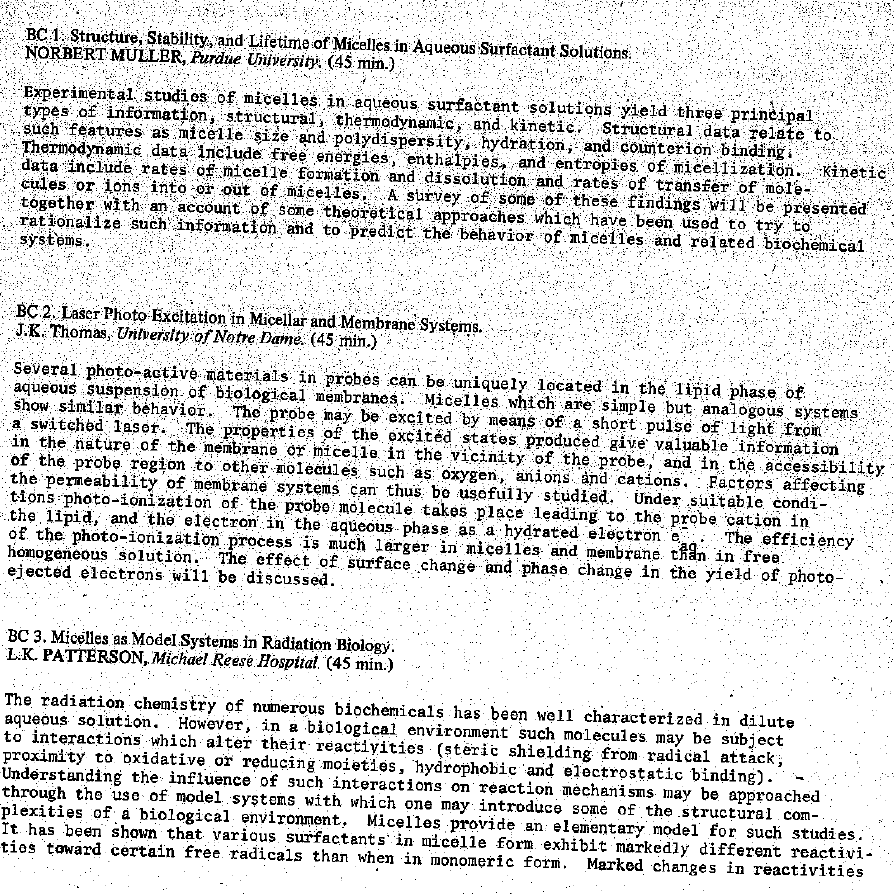 BC 1. Structure, Stability, and Lifetime of Micelles in Aqueous Surfactant Solutions.
NORBERT MULLER, Purdue University. (45 min.)
Experimental studies of micelles in aqueous surfactant solutions yield three principal
types of information, structural, thermodynamic, and kinetic. Structural data relate to
such features as micelle size and polydispersity, hydration, and counterion binding.
Thermodynamic data include free energies, enthalpies, and entropies of micellization. Kinetic
data include rates of micelle formation and dissolution and rates of transfer of mole-
cules or ions into or out of micelles. A survey of some of these findings will be presented
together with an account of some theoretical approaches which have been used to try to
rationalize such information and to predict the behavior of micelles and related biochemical
systems.
BC 2. Laser Photo Excitation in Micellar and Membrane Systems.
J.K. Thomas, University of Notre Dame. (45 min.)
Several photo-active materials in probes can be uniquely located in the lipid phase of
aqueous suspension of biological membranes. Micelles which are simple but analogous systems
show similar behavior. The probe may be excited by means of a short pulse of light from
a switched laser. The properties of the excited states produced give valuable information
in the nature of the membrane or micelle in the vicinity of the probe, and in the accessibility
of the probe region to other molecules such as oxygen, anions and cations. Factors affecting
the permeability of membrane systems can thus be usefully studied. Under suitable condi-
tions photo-ionization of the probe molecule takes place leading to the probe cation in
the lipid, and the electron in the aqueous phase as a hydrated electron e⁻aq. The efficiency
of the photo-ionization process is much larger in micelles and membrane than in free
homogeneous solution. The effect of surface change and phase change in the yield of photo-
ejected electrons will be discussed.
BC 3. Micelles as Model Systems in Radiation Biology.
L.K. PATTERSON, Michael Reese Hospital. (45 min.)
The radiation chemistry of numerous biochemicals has been well characterized in dilute
aqueous solution. However, in a biological environment such molecules may be subject
to interactions which alter their reactivities (steric shielding from radical attack,
proximity to oxidative or reducing moieties, hydrophobic and electrostatic binding).
Understanding the influence of such interactions on reaction mechanisms may be approached
through the use of model systems with which one may introduce some of the structural com-
plexities of a biological environment. Micelles provide an elementary model for such studies.
It has been shown that various surfactants in micelle form exhibit markedly different reactivi-
ties toward certain free radicals than when in monomeric form. Marked changes in reactivities